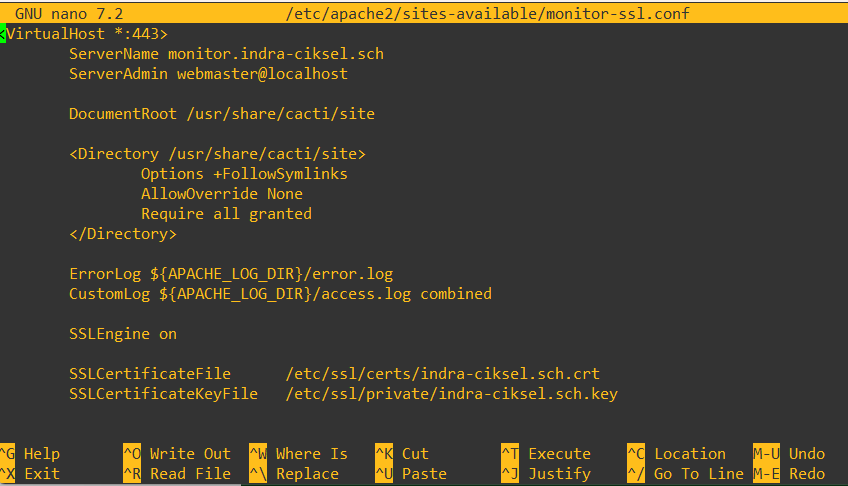 GNU nano 7.2 /etc/apache2/sites-available/monitor-ssl.conf
<VirtualHost *:443>
ServerName monitor.indra-ciksel.sch
ServerAdmin webmaster@localhost
DocumentRoot /usr/share/cacti/site
<Directory /usr/share/cacti/site>
Options +FollowSymlinks
AllowOverride None
Require all granted
</Directory>
ErrorLog ${APACHE_LOG_DIR}/error.log
CustomLog ${APACHE_LOG_DIR}/access.log combined
SSLEngine on
SSLCertificateFile /etc/ssl/certs/indra-ciksel.sch.crt
SSLCertificateKeyFile /etc/ssl/private/indra-ciksel.sch.key
^G Help ^O Write Out ^W Where Is ^K Cut ^T Execute ^C Location M-U Undo
^X Exit ^R Read File ^\ Replace ^U Paste ^J Justify ^/ Go To Line M-E Redo